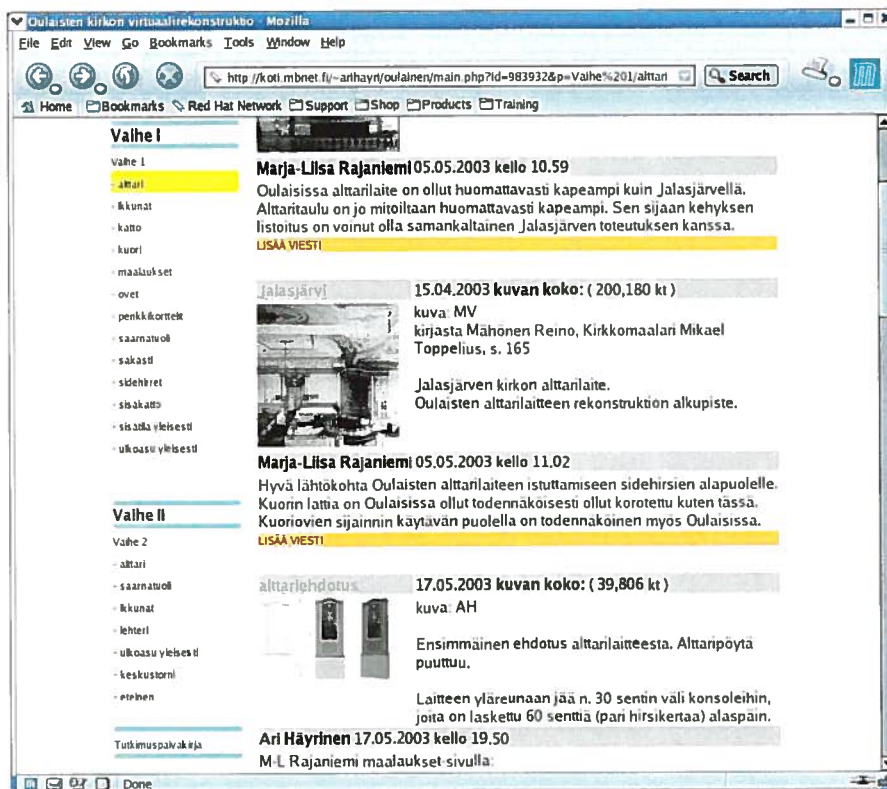 Oulaisten kirkon virtuaalirekonstruktio - Mozilla
File Edit View Go Bookmarks Tools Window Help
http://koti.mbnet.fi/~arihayri/oulainen/main.php?id=983932&p=Vaihe%201/alttari
Search
Home Bookmarks Red Hat Network Support Shop Products Training
Vaihe I
Vaihe 1
- alttari
- ikkunat
- katto
- kuori
- maalaukset
- ovet
- penkkikorttelit
- saarnatuoli
- sakasti
- sidehirret
- sisäkatto
- sisätila yleisesti
- ulkoasu yleisesti
Vaihe II
Vaihe 2
- alttari
- saarnatuoli
- ikkunat
- lehteri
- ulkoasu yleisesti
- keskustorni
- eteinen
Tutkimuspäiväkirja
Marja-Liisa Rajaniemi 05.05.2003 kello 10.59
Oulaisissa alttarilaite on ollut huomattavasti kapeampi kuin Jalasjärvellä.
Alttaritaulu on jo mitoiltaan huomattavasti kapeampi. Sen sijaan kehyksen
listoitus on voinut olla samankaltainen Jalasjärven toteutuksen kanssa.
LISÄÄ VIESTI
jalasjärvi
15.04.2003 kuvan koko: ( 200,180 kt )
kuva: MV
kirjasta Mähönen Reino, Kirkkomaalari Mikael
Toppelius, s. 165
Jalasjärven kirkon alttarilaite.
Oulaisten alttarilaitteen rekonstruktion alkupiste.
Marja-Liisa Rajaniemi 05.05.2003 kello 11.02
Hyvä lähtökohta Oulaisten alttarilaiteen istuttamiseen sidehirsien alapuolelle.
Kuorin lattia on Oulaisissa ollut todennäköisesti ollut korotettu kuten tässä.
Kuoriovien sijainnin käytävän puolella on todennäköinen myös Oulaisissa.
LISÄÄ VIESTI
alttariehdotus
17.05.2003 kuvan koko: ( 39,806 kt )
kuva: AH
Ensimmäinen ehdotus alttarilaitteesta. Alttaripöytä
puuttuu.
Laitteen yläreunaan jää n. 30 sentin väli konsoleihin,
joita on laskettu 60 senttiä (pari hirsikertaa) alaspäin.
Ari Häyrinen 17.05.2003 kello 19.50
M-L Rajaniemi maalaukset-sivulla:
Done